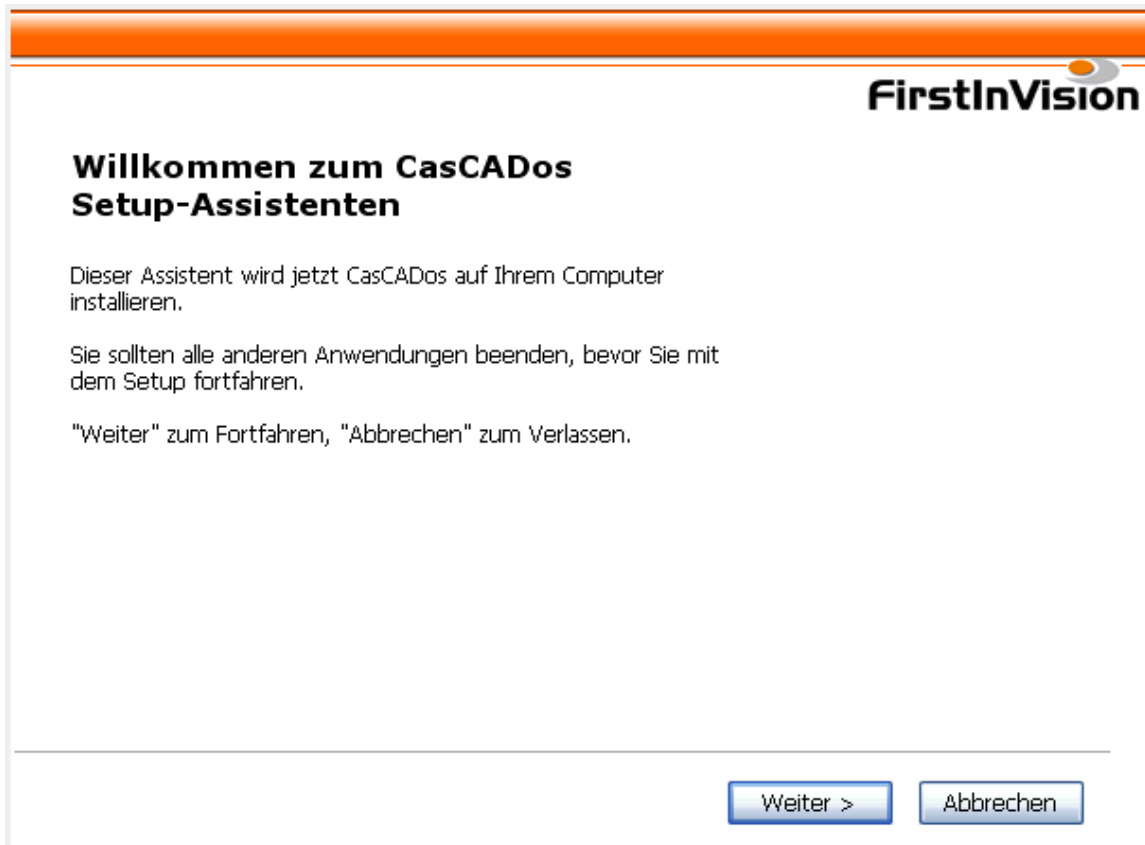 FirstInVision
Willkommen zum CasCADos
Setup-Assistenten
Dieser Assistent wird jetzt CasCADos auf Ihrem Computer
installieren.
Sie sollten alle anderen Anwendungen beenden, bevor Sie mit
dem Setup fortfahren.
"Weiter" zum Fortfahren, "Abbrechen" zum Verlassen.
Weiter >
Abbrechen